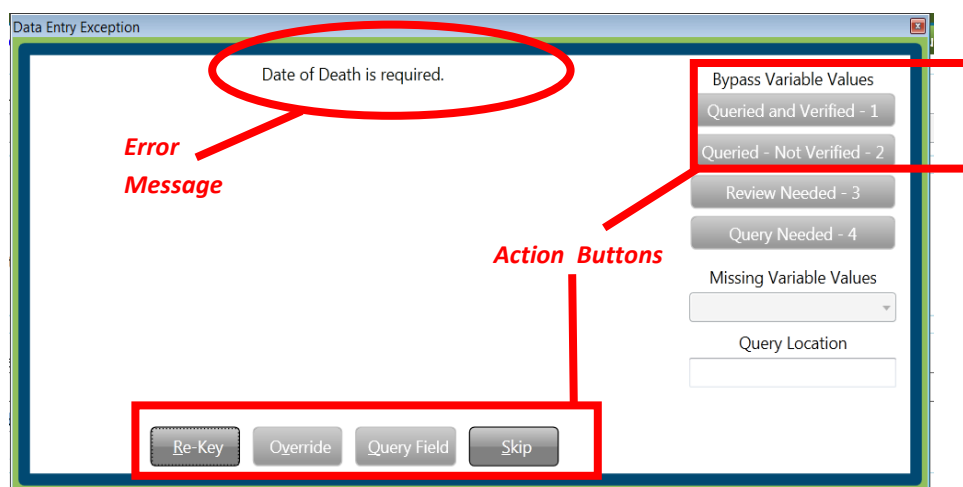 Data Entry Exception
Date of Death is required.
Error
Message
Bypass Variable Values
Queried and Verified - 1
Queried - Not Verified - 2
Review Needed - 3
Query Needed - 4
Action Buttons
Missing Variable Values
Query Location
Re-Key Override Query Field Skip